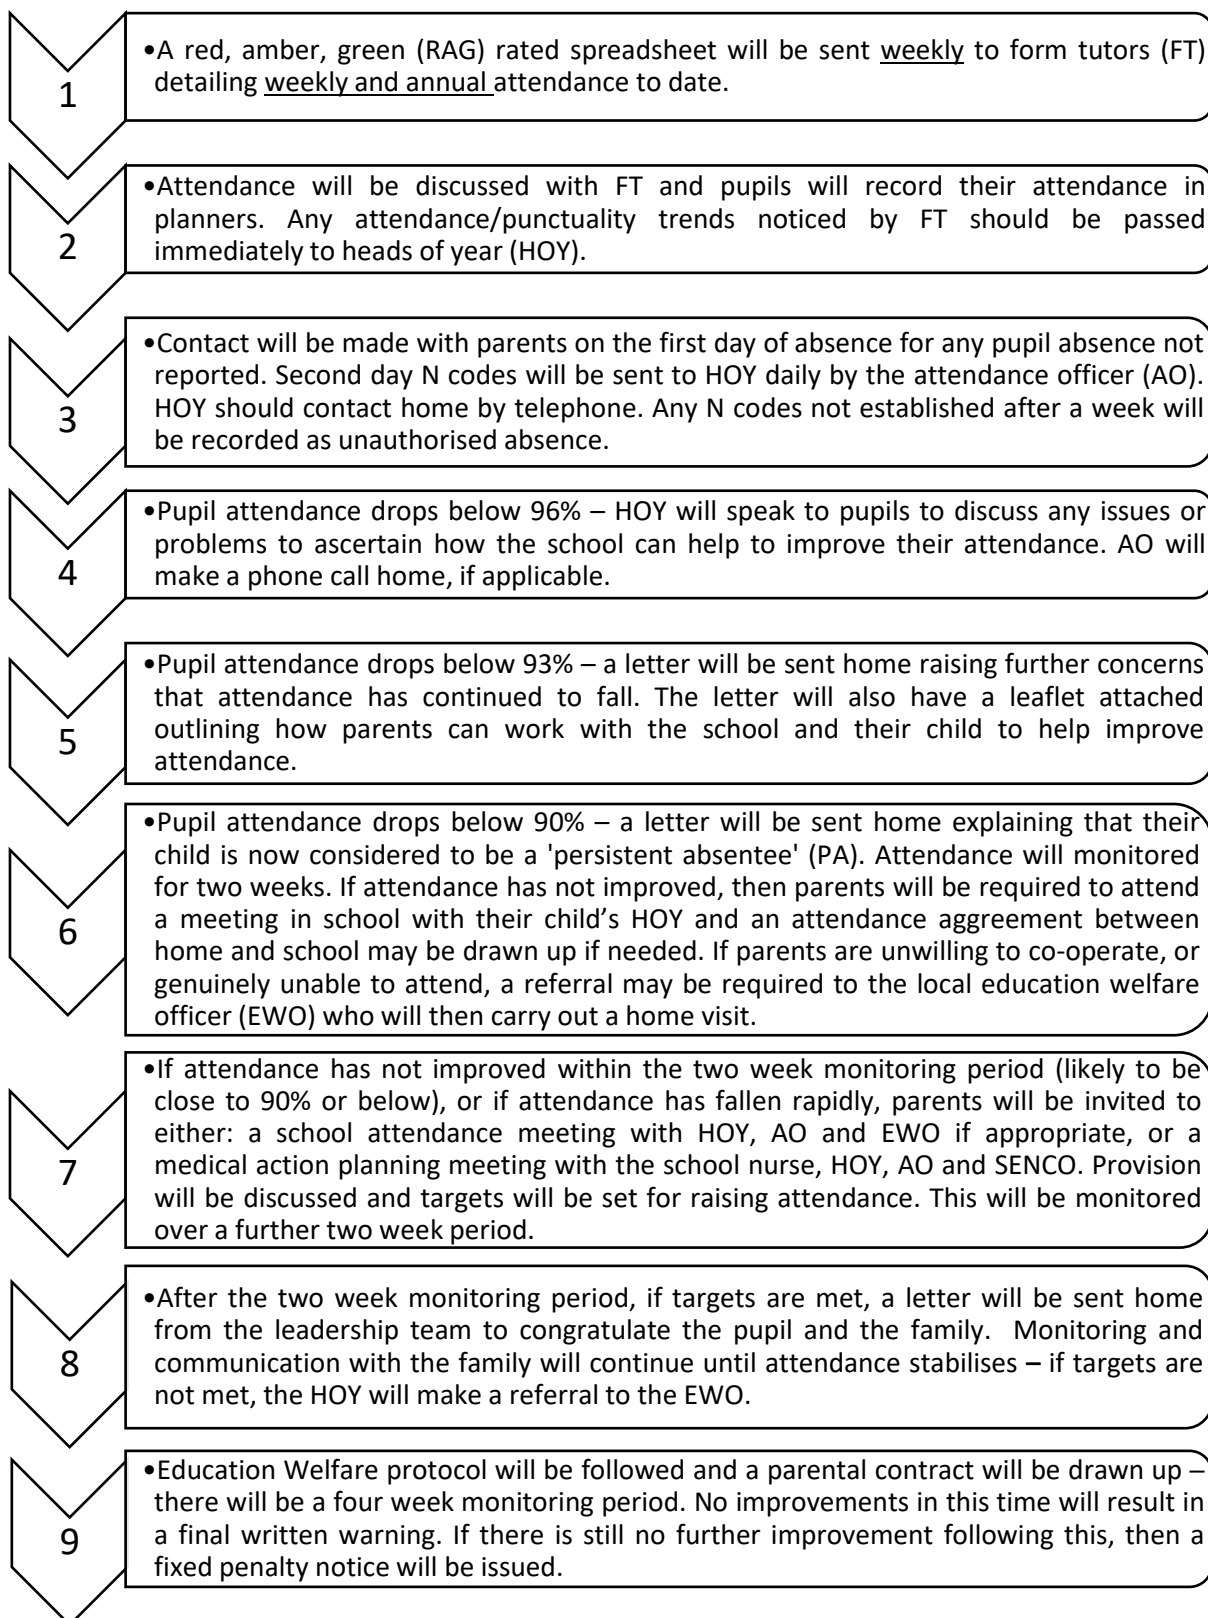 1
•A red, amber, green (RAG) rated spreadsheet will be sent weekly to form tutors (FT)
detailing weekly and annual attendance to date.
2
•Attendance will be discussed with FT and pupils will record their attendance in
planners. Any attendance/punctuality trends noticed by FT should be passed
immediately to heads of year (HOY).
3
•Contact will be made with parents on the first day of absence for any pupil absence not
reported. Second day N codes will be sent to HOY daily by the attendance officer (AO).
HOY should contact home by telephone. Any N codes not established after a week will
be recorded as unauthorised absence.
4
•Pupil attendance drops below 96% – HOY will speak to pupils to discuss any issues or
problems to ascertain how the school can help to improve their attendance. AO will
make a phone call home, if applicable.
5
•Pupil attendance drops below 93% – a letter will be sent home raising further concerns
that attendance has continued to fall. The letter will also have a leaflet attached
outlining how parents can work with the school and their child to help improve
attendance.
6
•Pupil attendance drops below 90% – a letter will be sent home explaining that their
child is now considered to be a 'persistent absentee' (PA). Attendance will monitored
for two weeks. If attendance has not improved, then parents will be required to attend
a meeting in school with their child’s HOY and an attendance aggreement between
home and school may be drawn up if needed. If parents are unwilling to co-operate, or
genuinely unable to attend, a referral may be required to the local education welfare
officer (EWO) who will then carry out a home visit.
7
•If attendance has not improved within the two week monitoring period (likely to be
close to 90% or below), or if attendance has fallen rapidly, parents will be invited to
either: a school attendance meeting with HOY, AO and EWO if appropriate, or a
medical action planning meeting with the school nurse, HOY, AO and SENCO. Provision
will be discussed and targets will be set for raising attendance. This will be monitored
over a further two week period.
8
•After the two week monitoring period, if targets are met, a letter will be sent home
from the leadership team to congratulate the pupil and the family. Monitoring and
communication with the family will continue until attendance stabilises – if targets are
not met, the HOY will make a referral to the EWO.
9
•Education Welfare protocol will be followed and a parental contract will be drawn up –
there will be a four week monitoring period. No improvements in this time will result in
a final written warning. If there is still no further improvement following this, then a
fixed penalty notice will be issued.